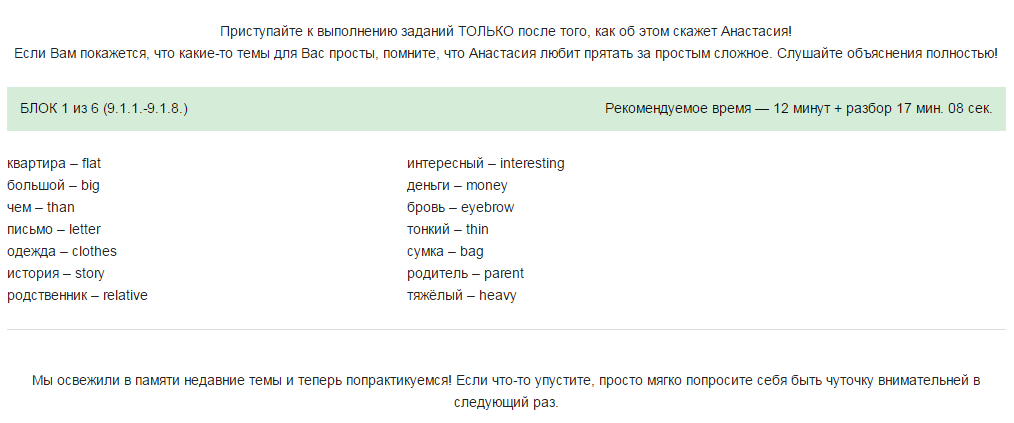 Приступайте к выполнению заданий ТОЛЬКО после того, как об этом скажет Анастасия!
Если Вам покажется, что какие-то темы для Вас просты, помните, что Анастасия любит прятать за простым сложное. Слушайте объяснения полностью!
БЛОК 1 из 6 (9.1.1.-9.1.8.)
Рекомендуемое время — 12 минут + разбор 17 мин. 08 сек.
квартира – flat
большой – big
чем – than
письмо – letter
одежда – clothes
история – story
родственник – relative
интересный – interesting
деньги – money
бровь – eyebrow
тонкий – thin
сумка – bag
родитель – parent
тяжёлый – heavy
Мы освежили в памяти недавние темы и теперь попрактикуемся! Если что-то упустите, просто мягко попросите себя быть чуточку внимательней в
следующий раз.